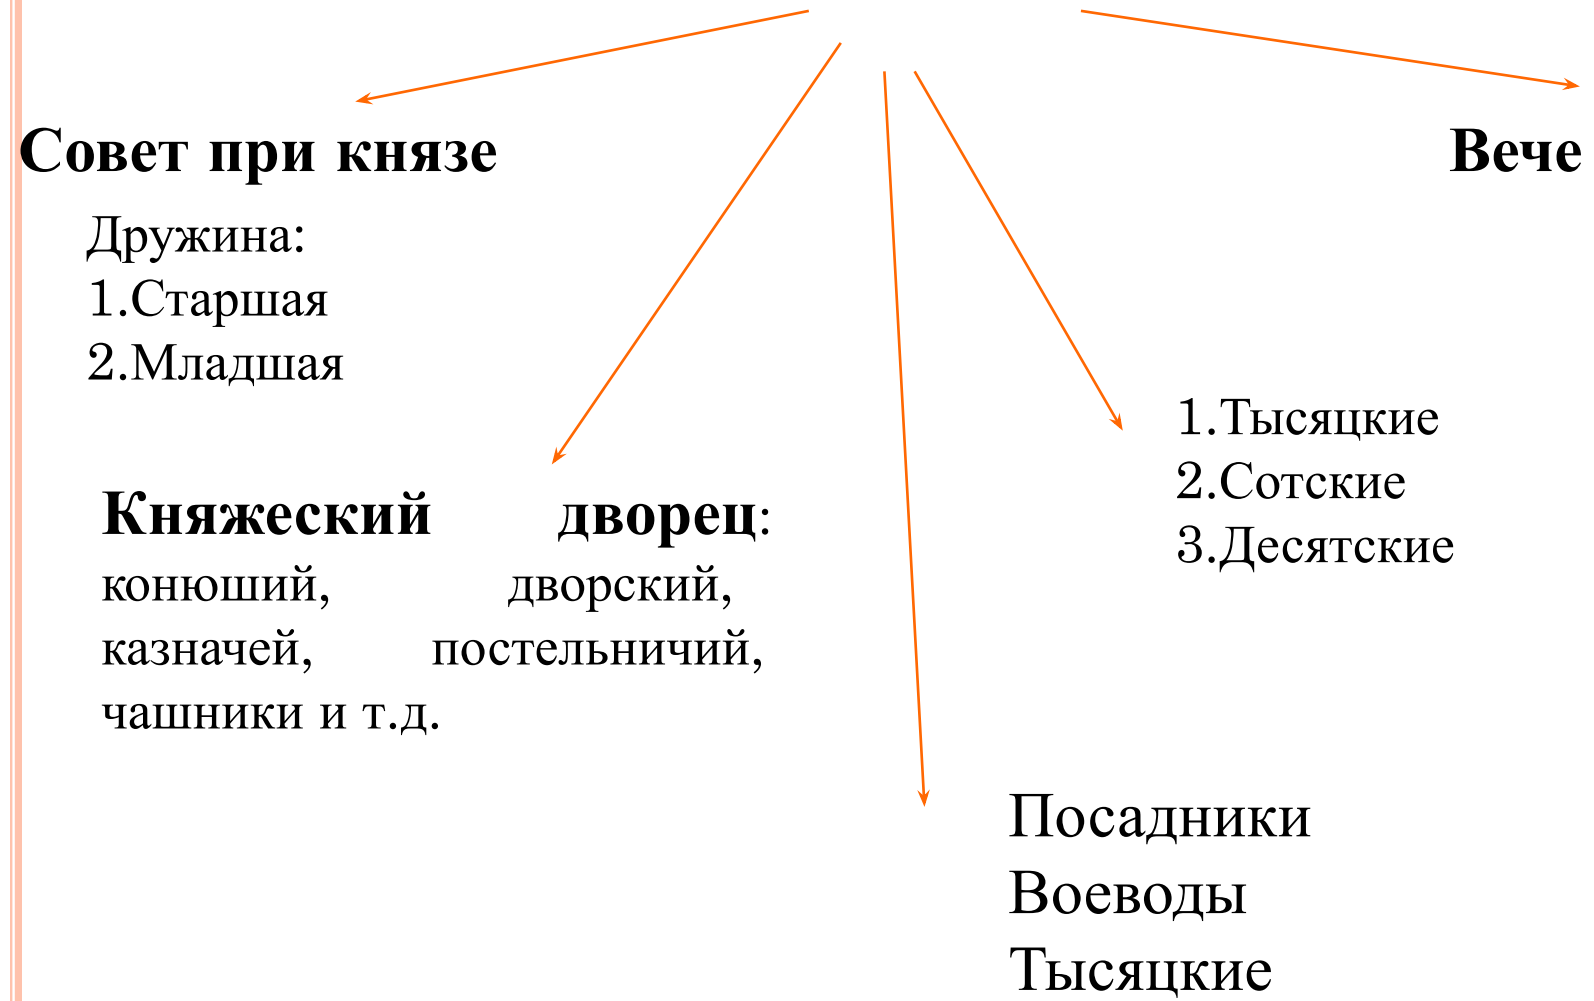 Совет при князе
Вече
Дружина:
1.Старшая
2.Младшая
1.Тысяцкие
2.Сотские
3.Десятские
Княжеский дворец:
конюший, дворский,
казначей, постельничий,
чашники и т.д.
Посадники
Воеводы
Тысяцкие